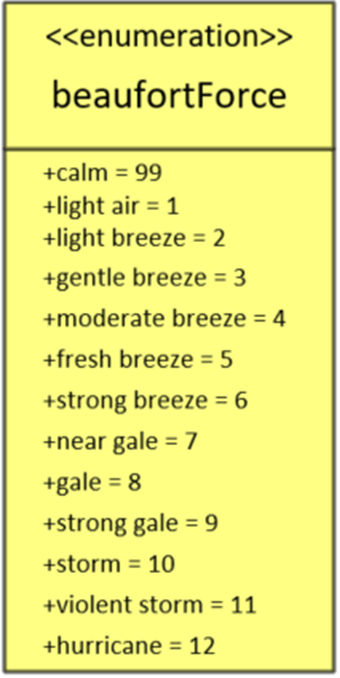 <<enumeration>>
beaufortForce
+calm = 99
+light air = 1
+light breeze = 2
+gentle breeze = 3
+moderate breeze = 4
+fresh breeze = 5
+strong breeze = 6
+near gale = 7
+gale = 8
+strong gale = 9
+storm = 10
+violent storm = 11
+hurricane = 12